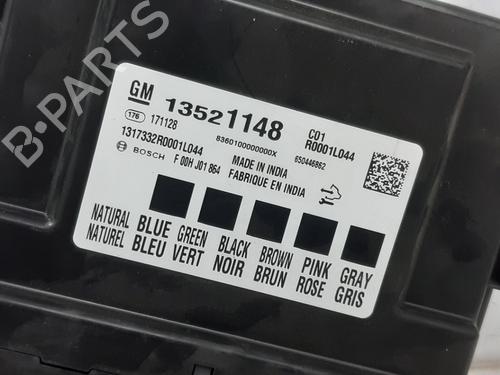 B-PARTS
GM 13521148 C01
176 171128 8360100000000X R0001L044
1317332R0001L044 650446862
BOSCH F 00H J01 864 MADE IN INDIA
FABRIQUE EN INDIA
NATURAL BLUE GREEN BLACK BROWN PINK GRAY
NATUREL BLEU VERT NOIR BRUN ROSE GRIS